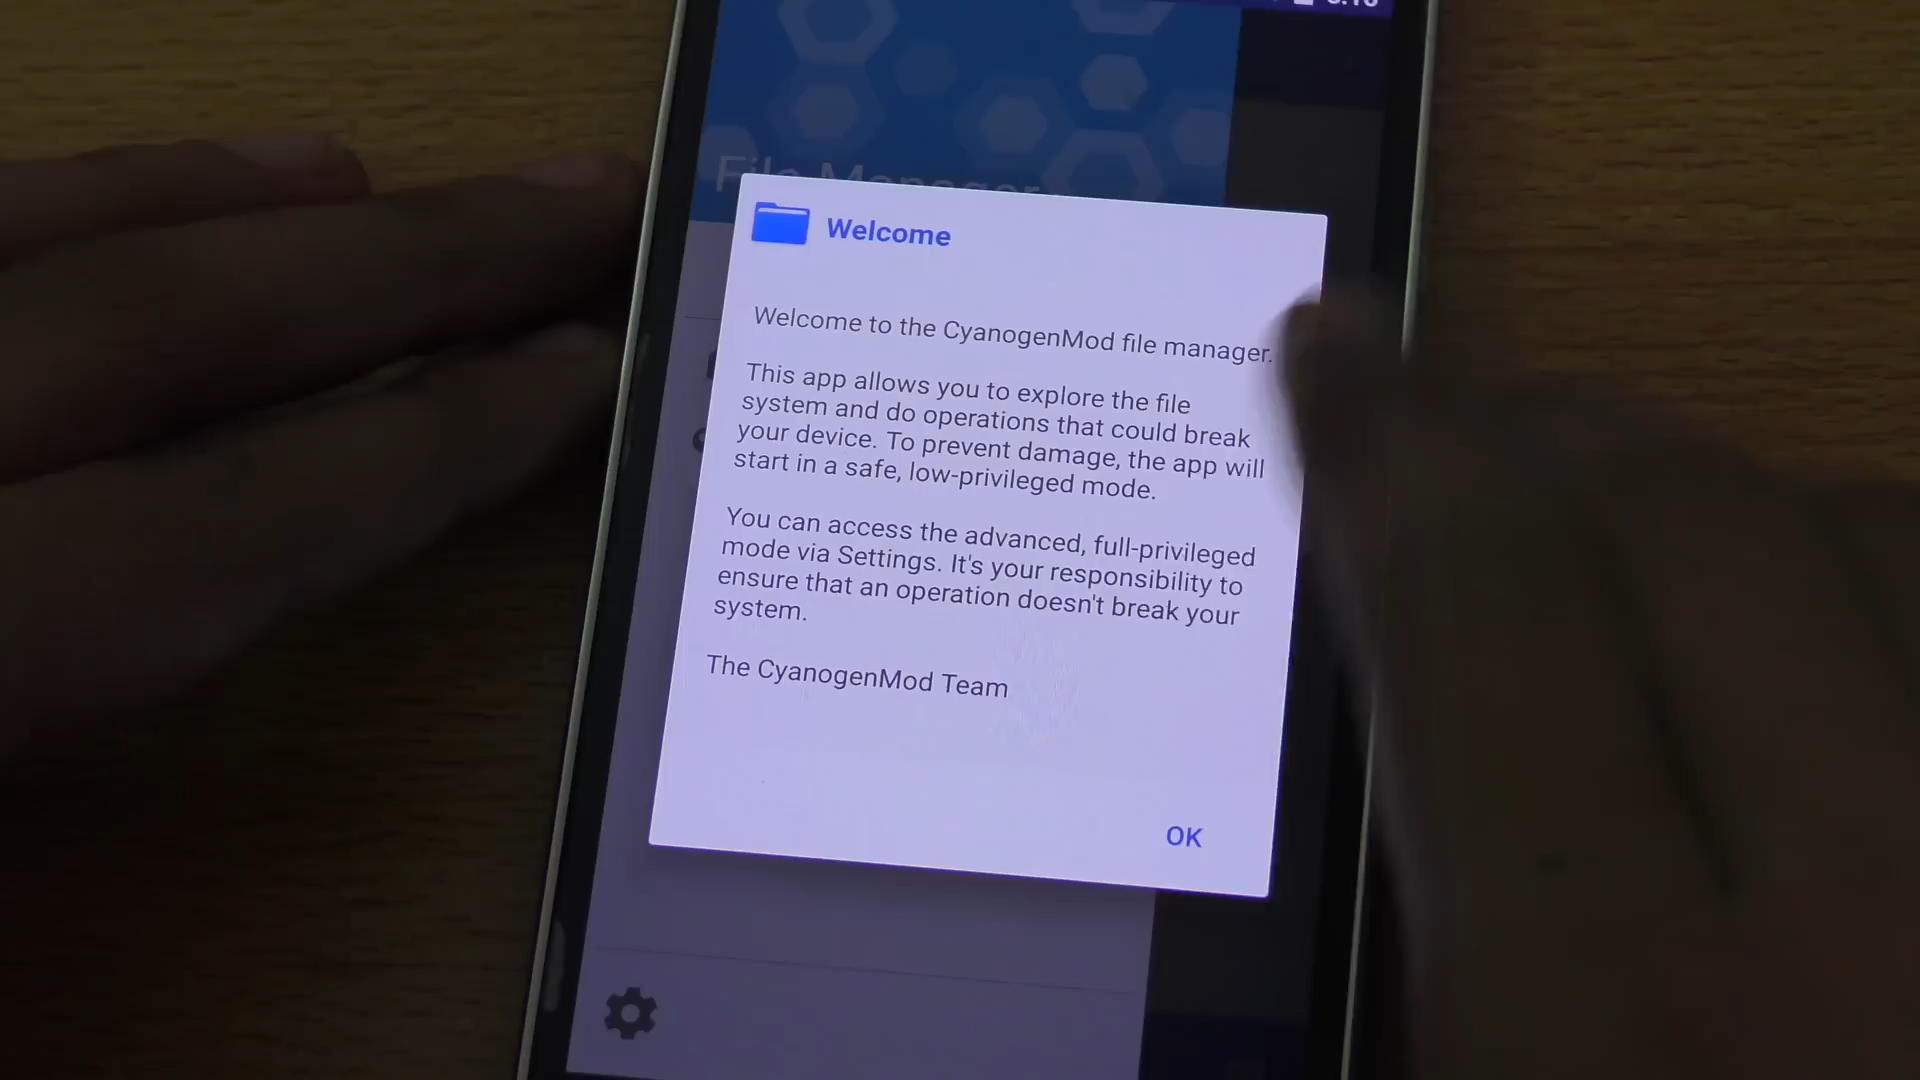 File Manager
Welcome
Welcome to the CyanogenMod file manager.
This app allows you to explore the file
system and do operations that could break
your device. To prevent damage, the app will
start in a safe, low-privileged mode.
You can access the advanced, full-privileged
mode via Settings. It's your responsibility to
ensure that an operation doesn't break your
system.
The CyanogenMod Team
OK